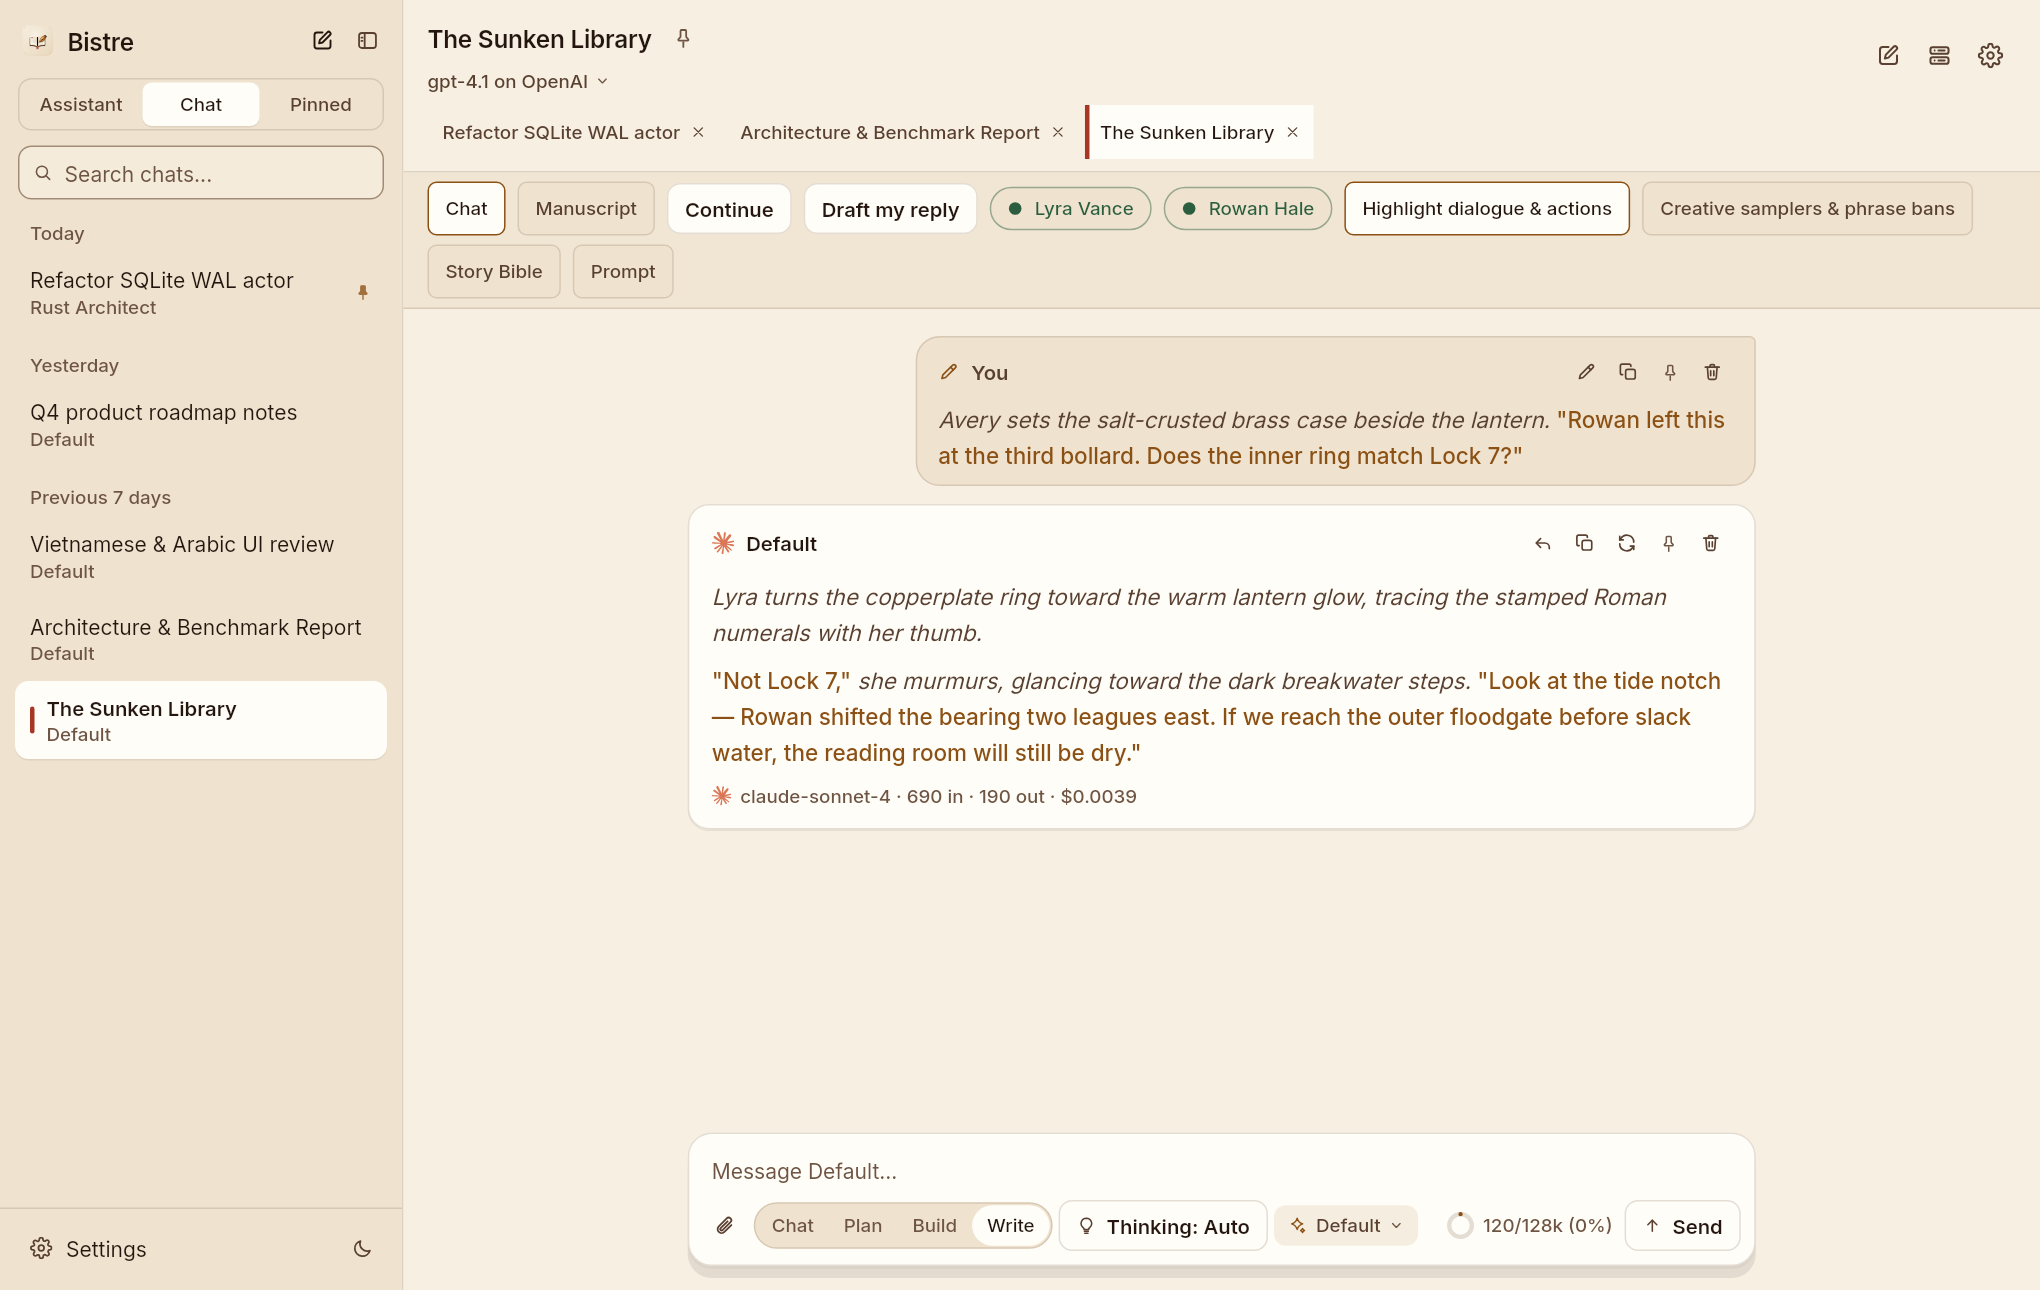 Bistre
Assistant
Chat
Pinned
Search chats...
Today
Refactor SQLite WAL actor
Rust Architect
Yesterday
Q4 product roadmap notes
Default
Previous 7 days
Vietnamese & Arabic UI review
Default
Architecture & Benchmark Report
Default
The Sunken Library
Default
Settings
The Sunken Library
gpt-4.1 on OpenAI
Refactor SQLite WAL actor
Architecture & Benchmark Report
The Sunken Library
Chat
Manuscript
Continue
Draft my reply
Lyra Vance
Rowan Hale
Highlight dialogue & actions
Creative samplers & phrase bans
Story Bible
Prompt
You
Avery sets the salt-crusted brass case beside the lantern. "Rowan left this
at the third bollard. Does the inner ring match Lock 7?"
Default
Lyra turns the copperplate ring toward the warm lantern glow, tracing the stamped Roman
numerals with her thumb.
"Not Lock 7," she murmurs, glancing toward the dark breakwater steps. "Look at the tide notch
— Rowan shifted the bearing two leagues east. If we reach the outer floodgate before slack
water, the reading room will still be dry."
claude-sonnet-4 · 690 in · 190 out · $0.0039
Message Default...
Chat
Plan
Build
Write
Thinking: Auto
Default
120/128k (0%)
Send